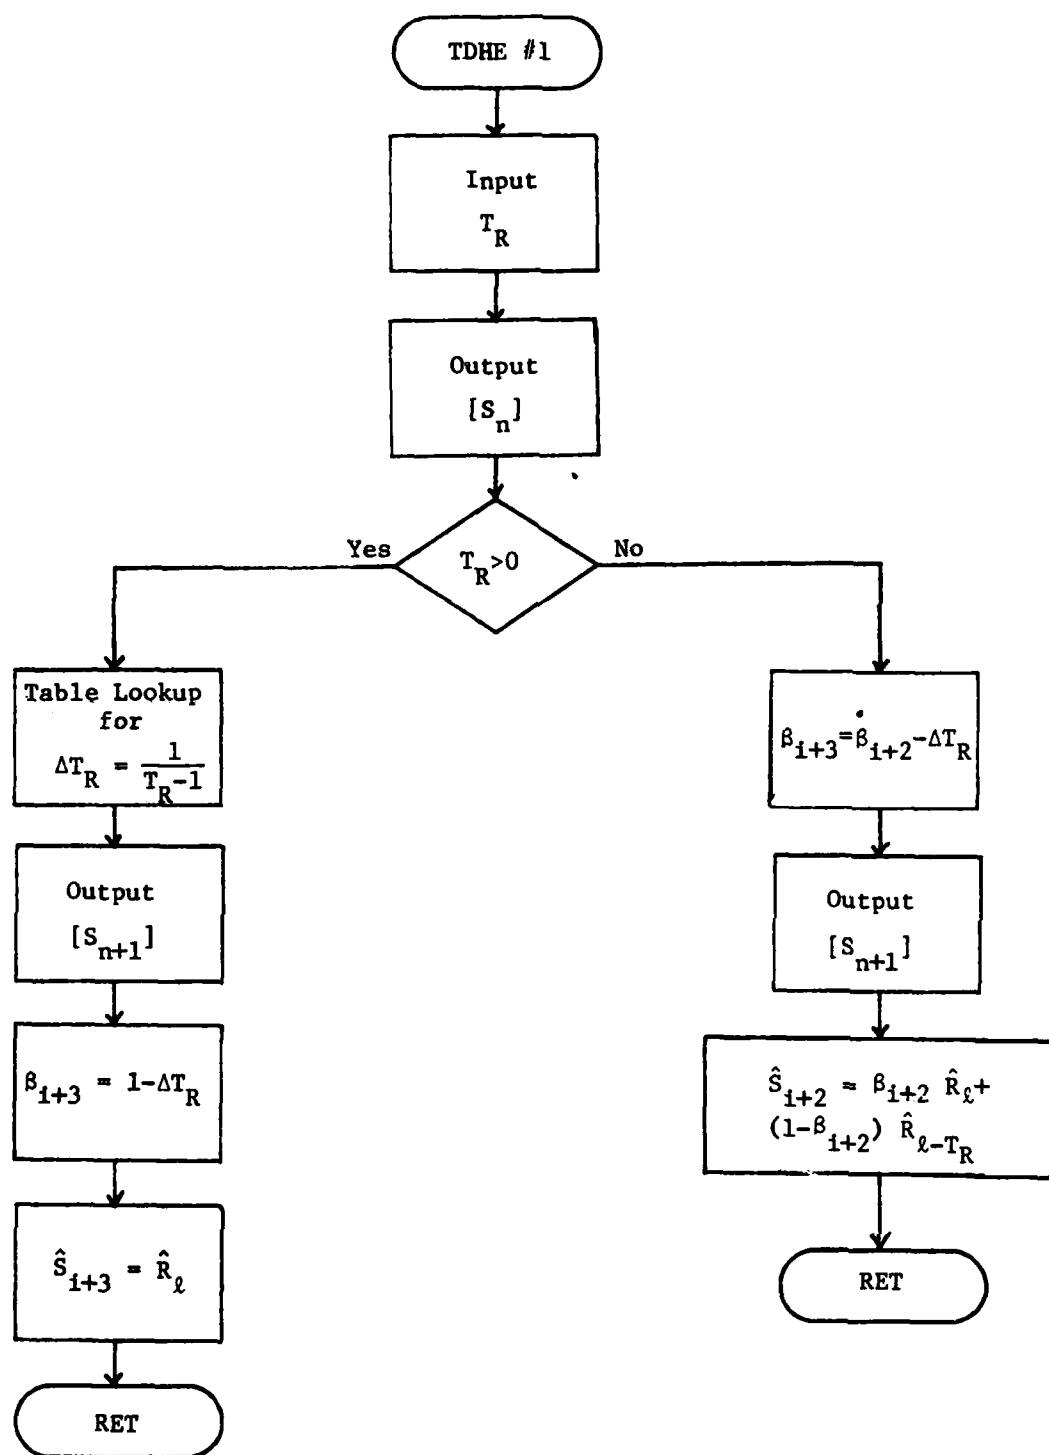 TDHE #1
Input
T_R
Output
[S_n]
T_R>0
Yes
No
Table Lookup
for
ΔT_R = 1/(T_R-1)
Output
[S_{n+1}]
β_{i+3} = 1-ΔT_R
Ŝ_{i+3} = R̂_ℓ
RET
β_{i+3}=β_{i+2}-ΔT_R
Output
[S_{n+1}]
Ŝ_{i+2} = β_{i+2} R̂_ℓ+
(1-β_{i+2}) R̂_{ℓ-T_R}
RET